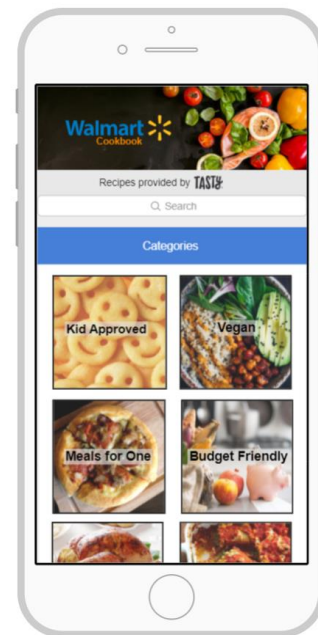 Walmart
Cookbook
Recipes provided by TASTY
Search
Categories
Kid Approved
Vegan
Meals for One
Budget Friendly